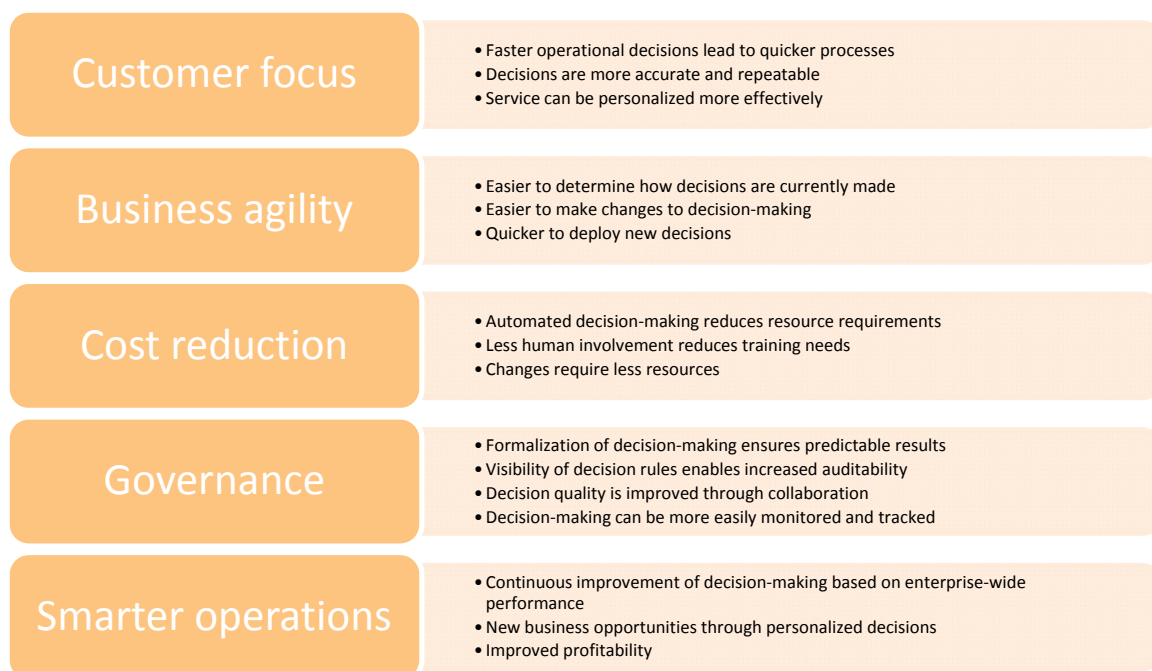 Customer focus
• Faster operational decisions lead to quicker processes
• Decisions are more accurate and repeatable
• Service can be personalized more effectively
Business agility
• Easier to determine how decisions are currently made
• Easier to make changes to decision-making
• Quicker to deploy new decisions
Cost reduction
• Automated decision-making reduces resource requirements
• Less human involvement reduces training needs
• Changes require less resources
Governance
• Formalization of decision-making ensures predictable results
• Visibility of decision rules enables increased auditability
• Decision quality is improved through collaboration
• Decision-making can be more easily monitored and tracked
Smarter operations
• Continuous improvement of decision-making based on enterprise-wide
performance
• New business opportunities through personalized decisions
• Improved profitability